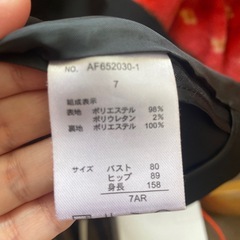 NO. AF652030-1
7
組成表示
表地 ポリエステル 98%
ポリウレタン 2%
裏地 ポリエステル 100%
サイズ バスト 80
ヒップ 89
身長 158
7AR